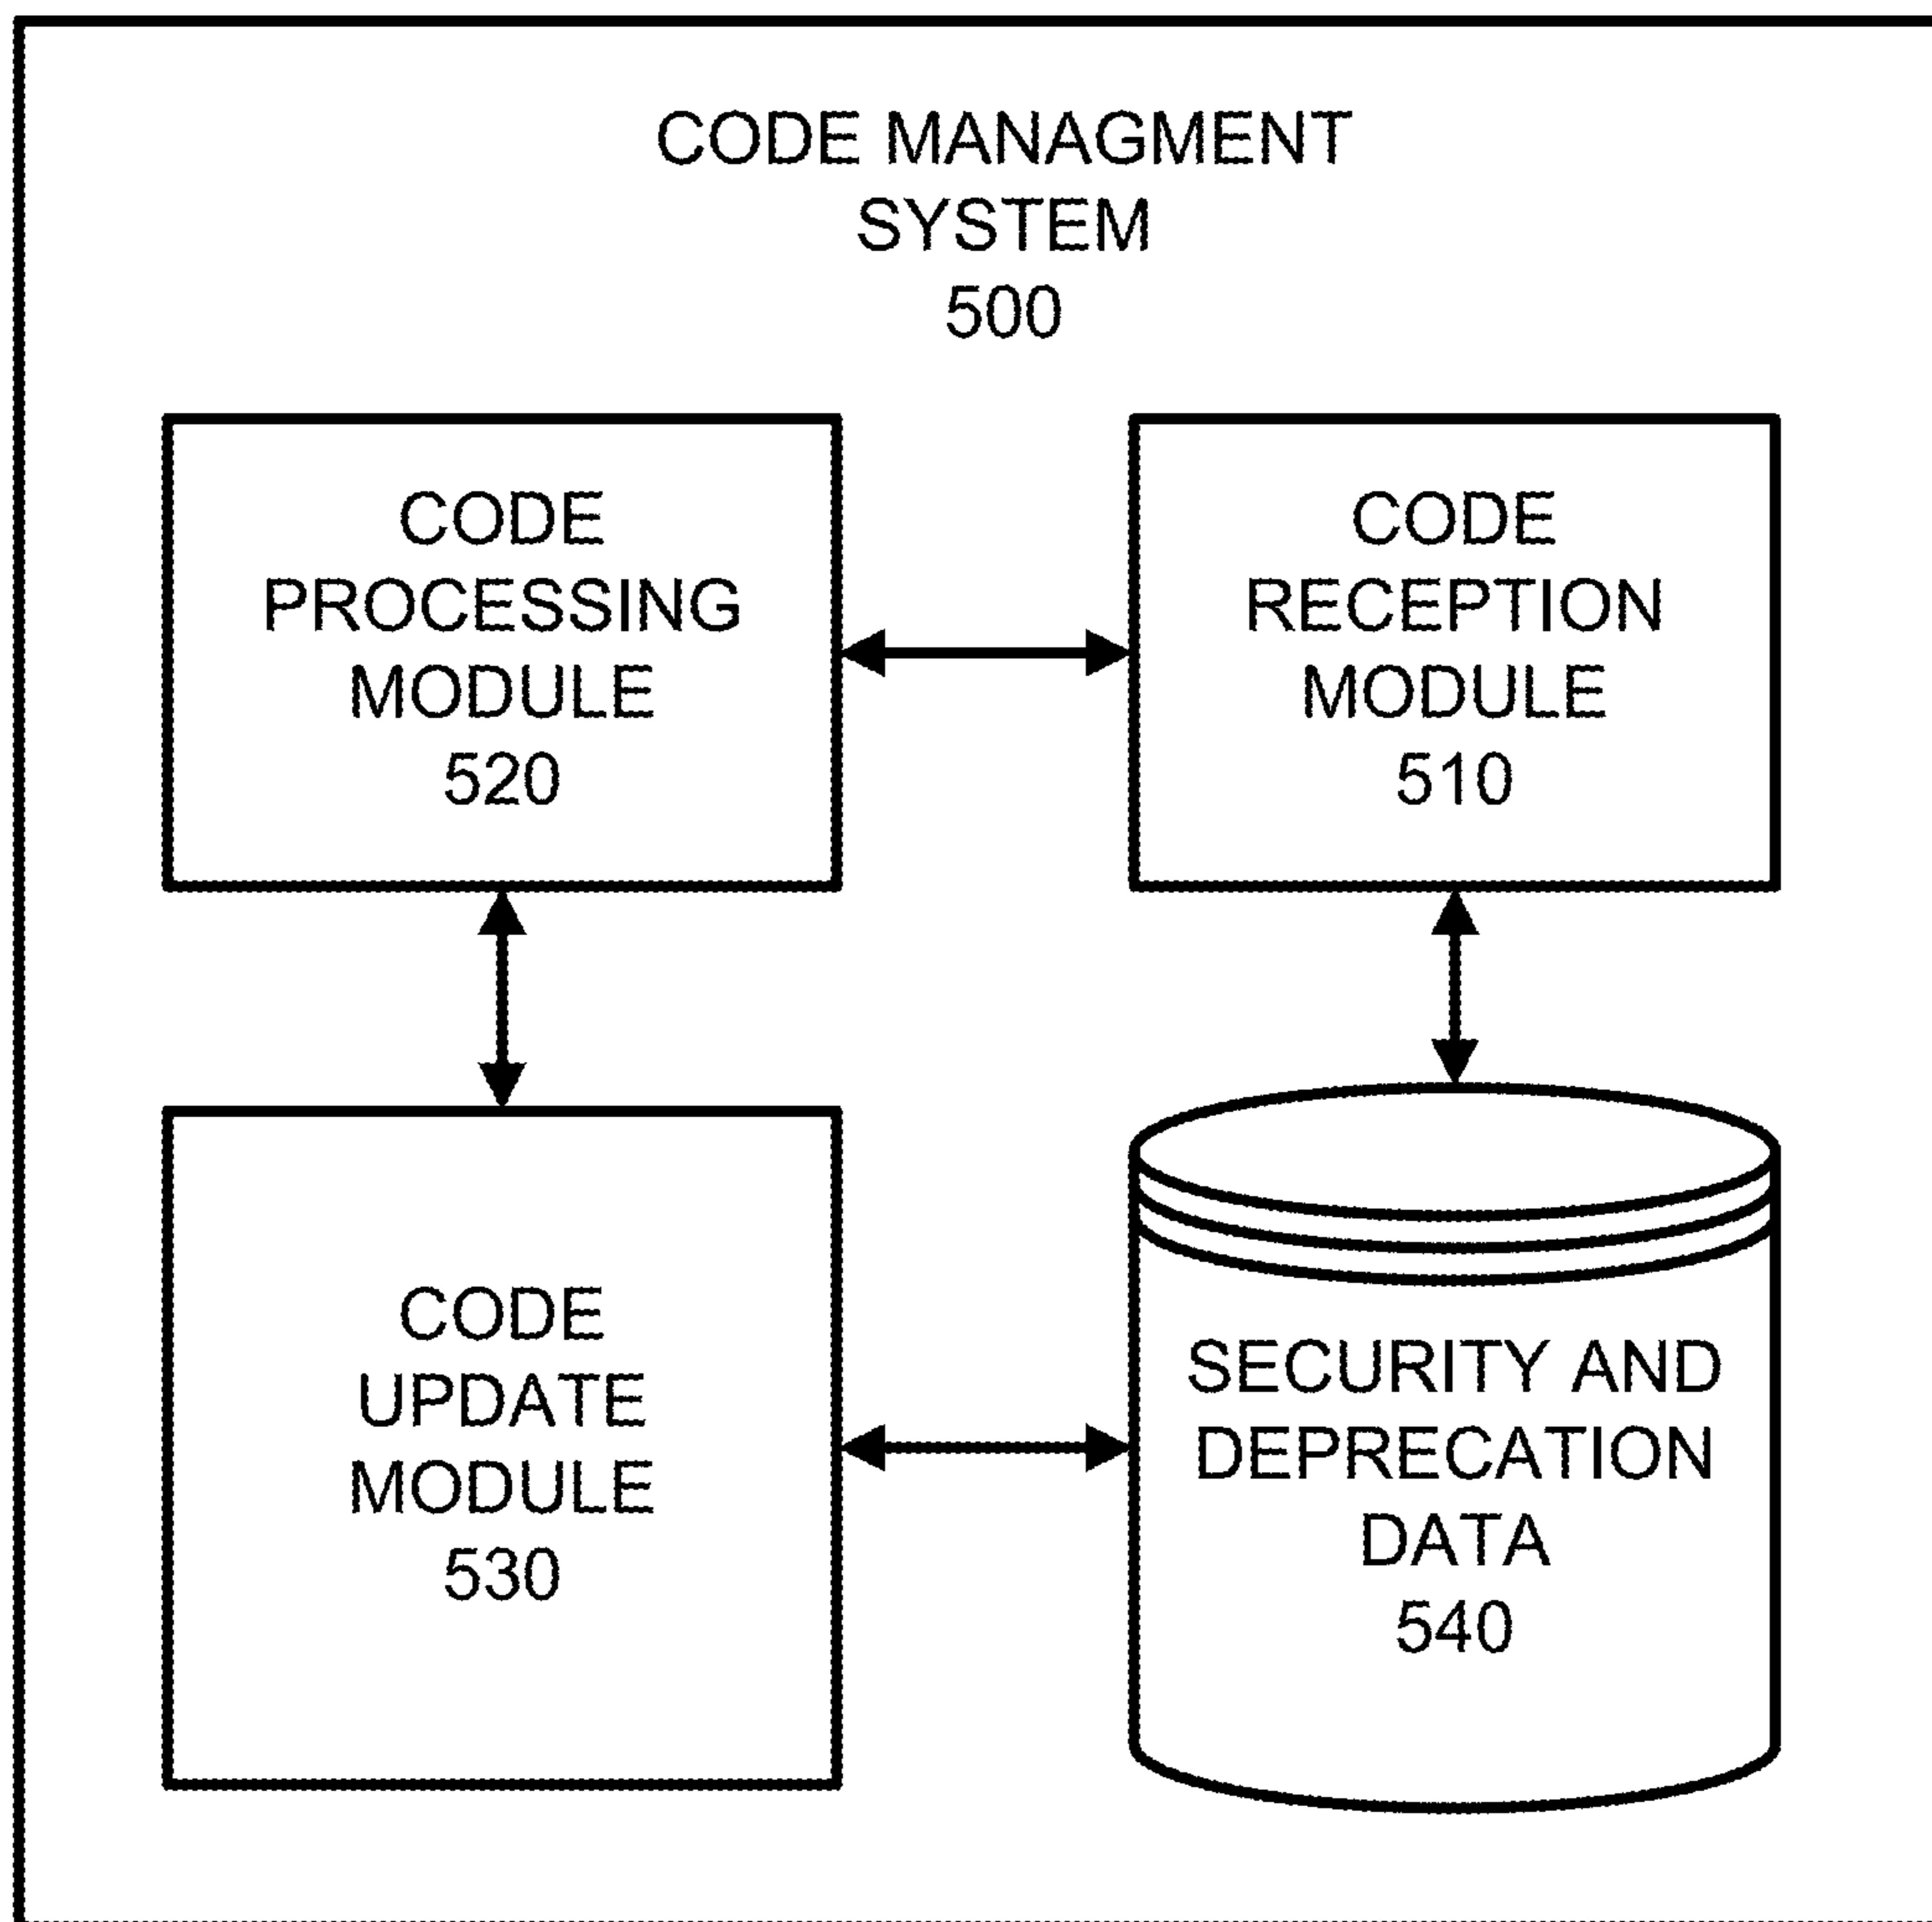 CODE MANAGMENT
SYSTEM
500
CODE
PROCESSING
MODULE
520
CODE
RECEPTION
MODULE
510
CODE
UPDATE
MODULE
530
SECURITY AND
DEPRECATION
DATA
540